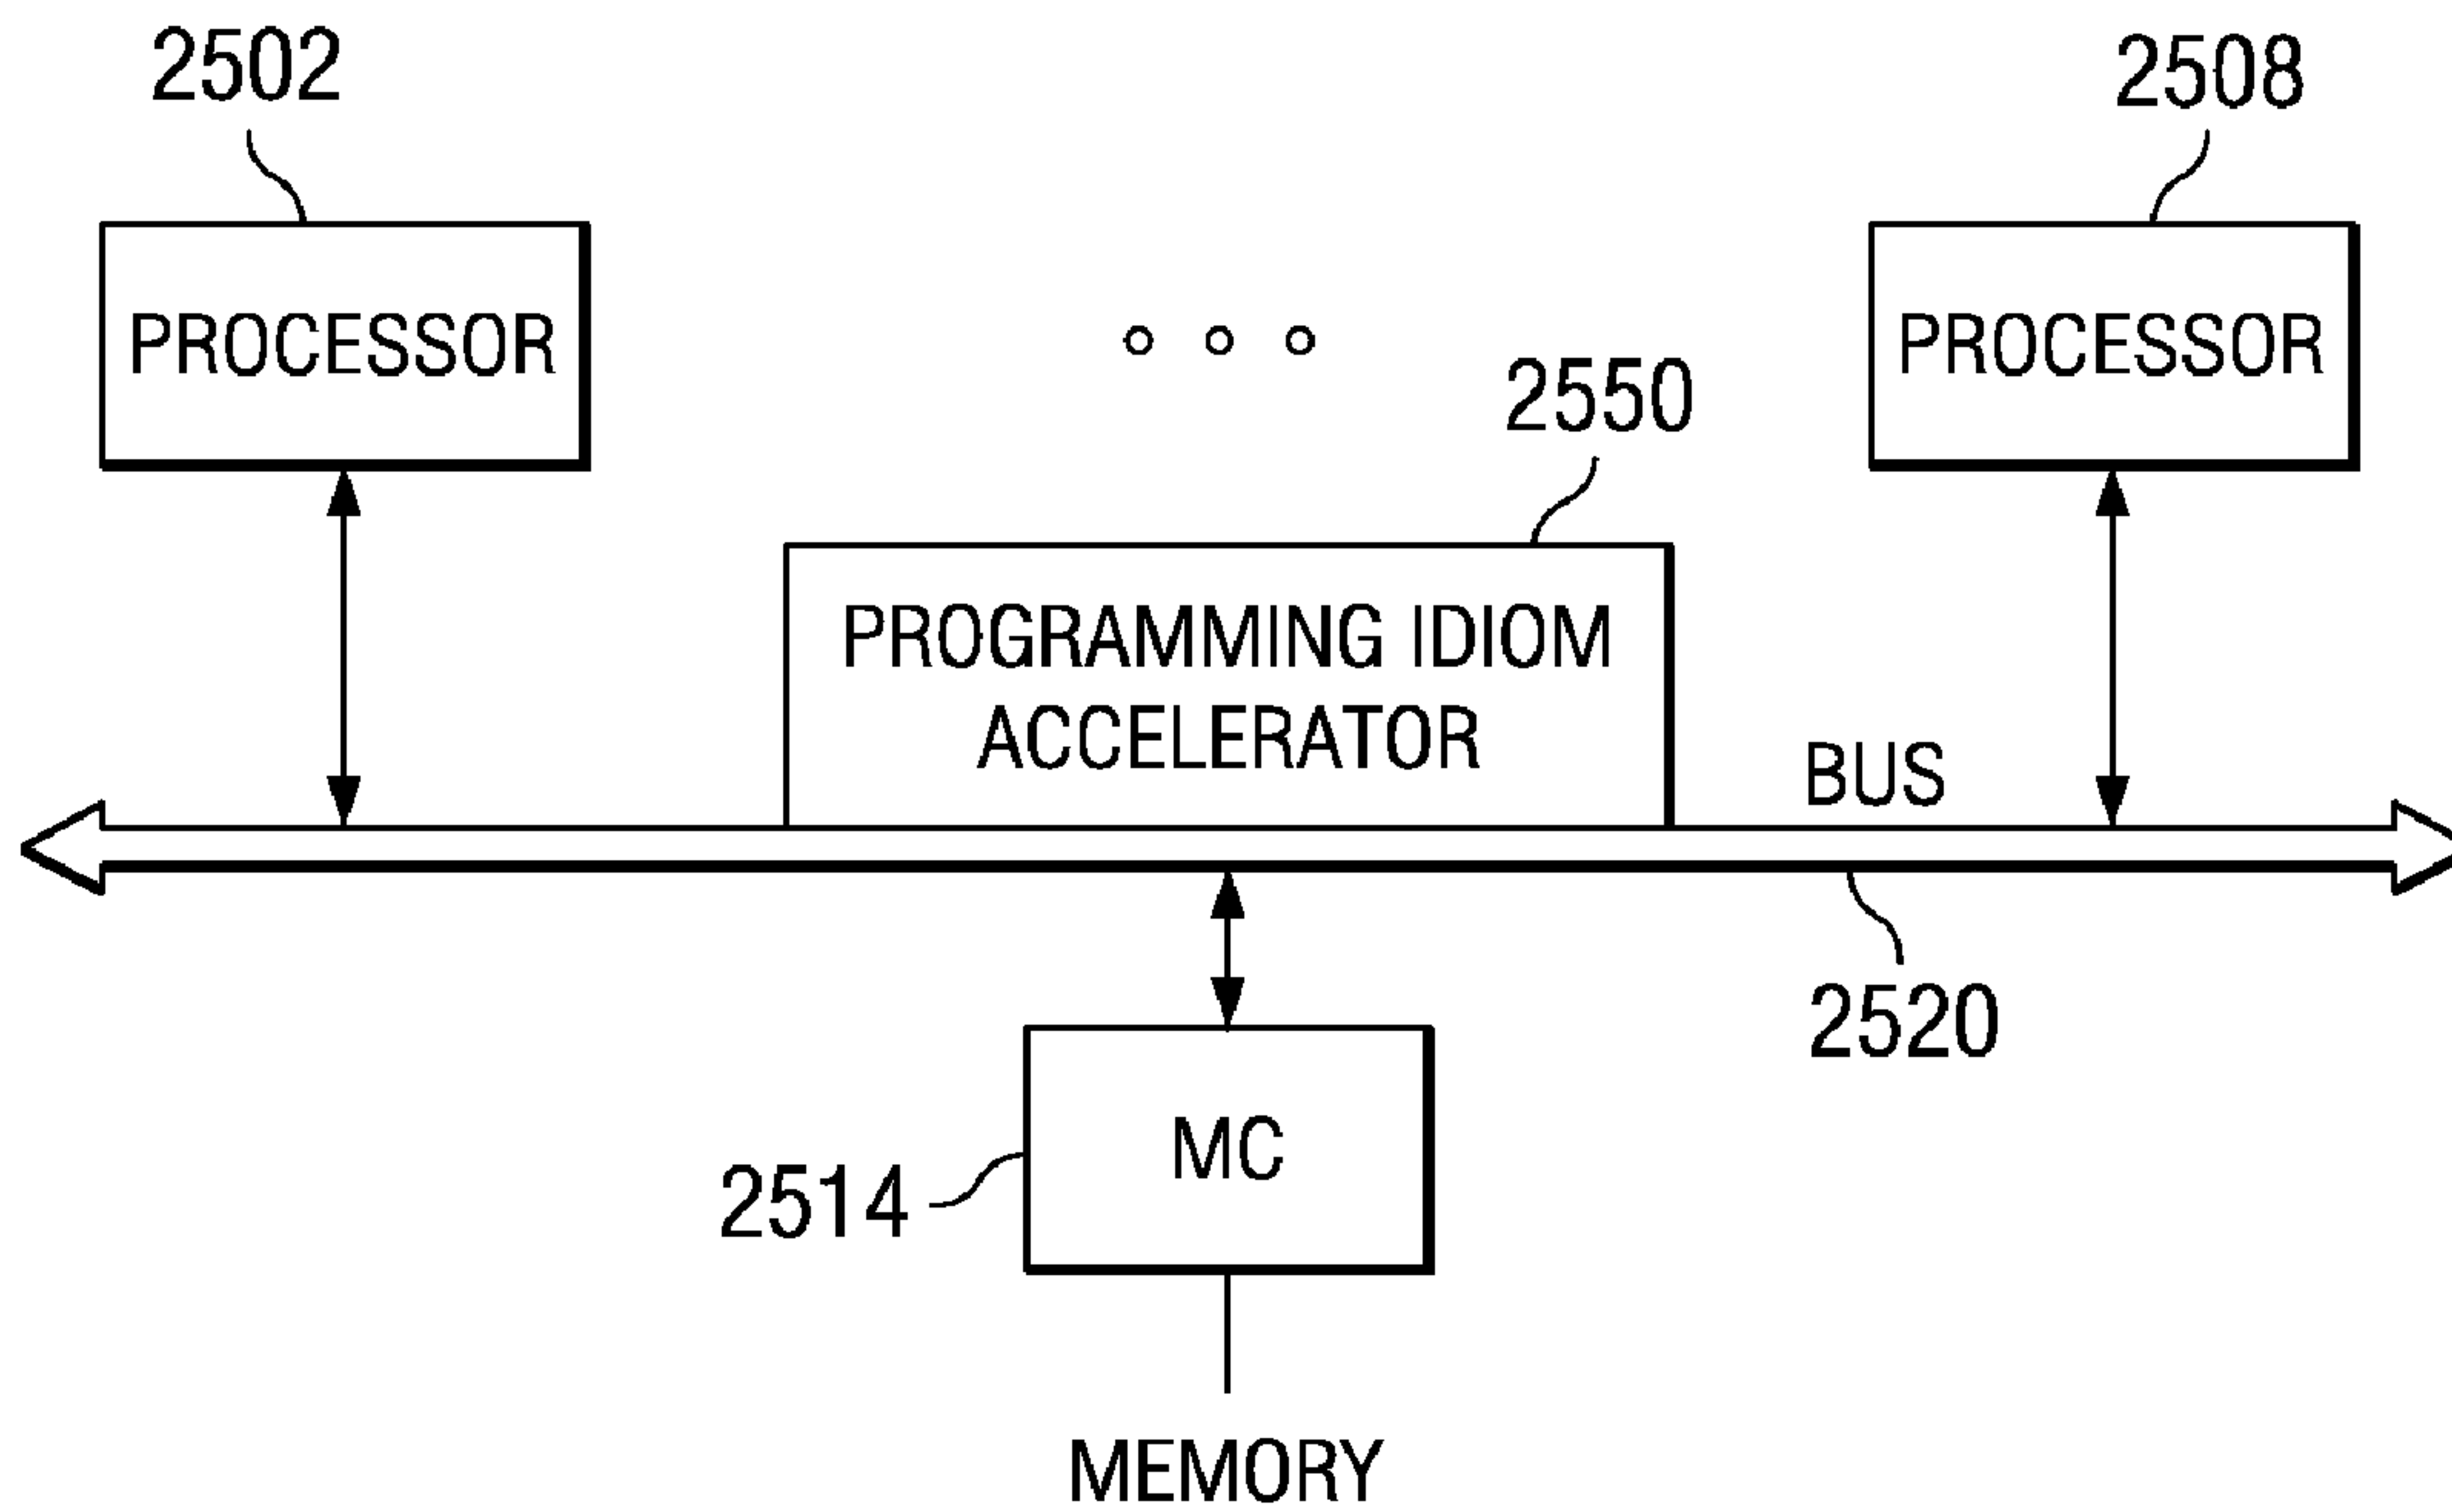 2502
2508
PROCESSOR
PROCESSOR
2550
PROGRAMMING IDIOM
ACCELERATOR
BUS
2520
MC
2514
MEMORY